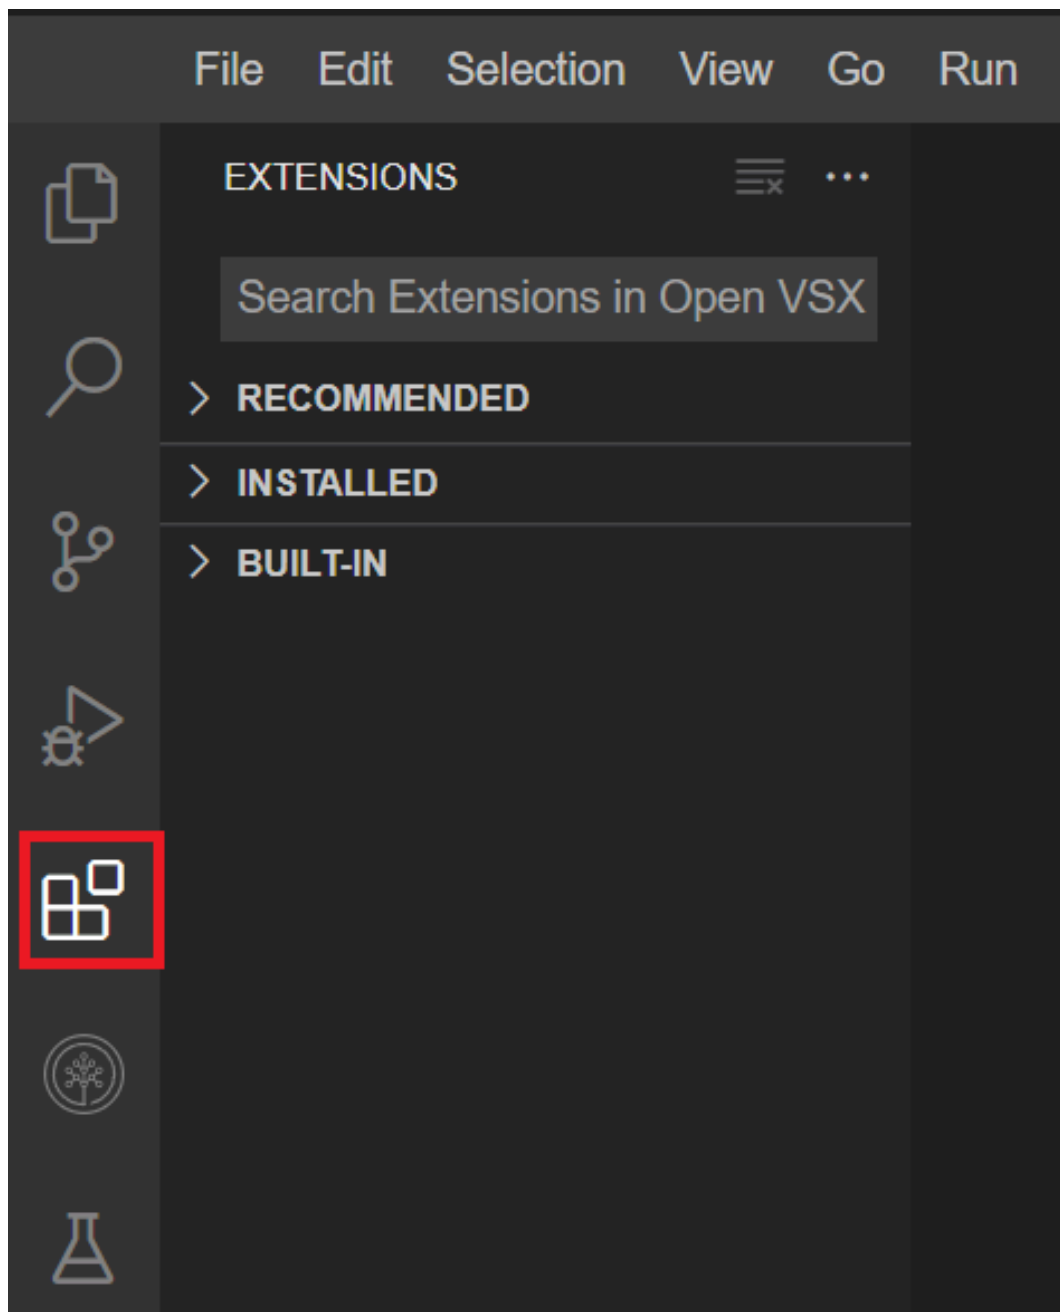 File Edit Selection View Go Run
EXTENSIONS
Search Extensions in Open VSX
RECOMMENDED
INSTALLED
BUILT-IN